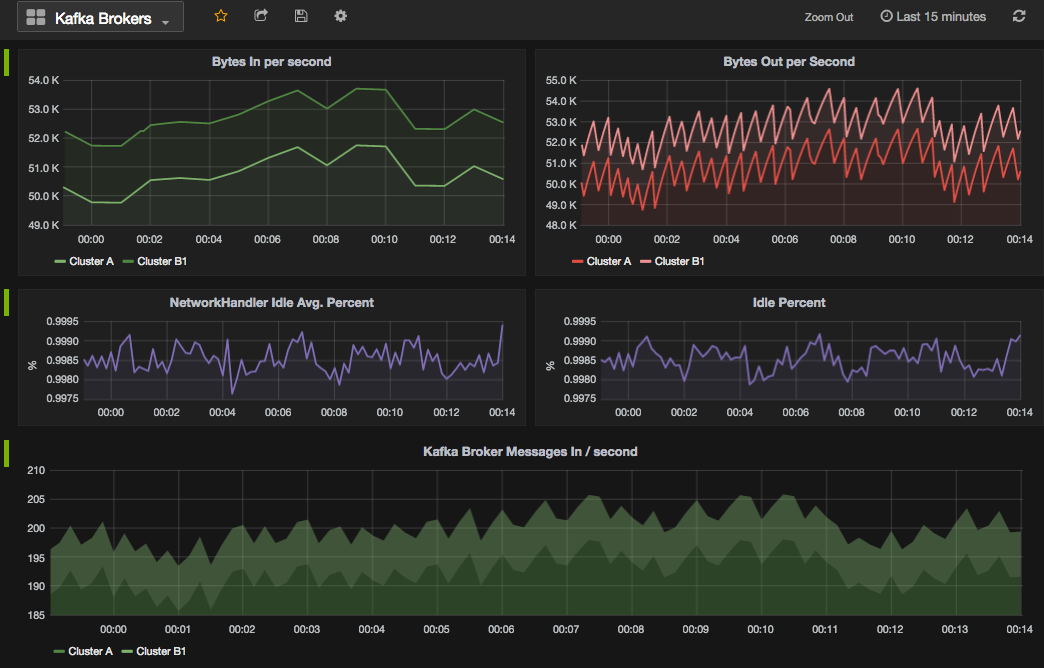 Kafka Brokers Zoom Out Last 15 minutes
Bytes In per second
54.0 K
53.0 K
52.0 K
51.0 K
50.0 K
49.0 K
00:00 00:02 00:04 00:06 00:08 00:10 00:12 00:14
Cluster A Cluster B1
Bytes Out per Second
55.0 K
54.0 K
53.0 K
52.0 K
51.0 K
50.0 K
49.0 K
48.0 K
00:00 00:02 00:04 00:06 00:08 00:10 00:12 00:14
Cluster A Cluster B1
NetworkHandler Idle Avg. Percent
%
0.9995
0.9990
0.9985
0.9980
0.9975
00:00 00:02 00:04 00:06 00:08 00:10 00:12 00:14
Idle Percent
%
0.9995
0.9990
0.9985
0.9980
0.9975
00:00 00:02 00:04 00:06 00:08 00:10 00:12 00:14
Kafka Broker Messages In / second
210
205
200
195
190
185
00:00 00:01 00:02 00:03 00:04 00:05 00:06 00:07 00:08 00:09 00:10 00:11 00:12 00:13 00:14
Cluster A Cluster B1